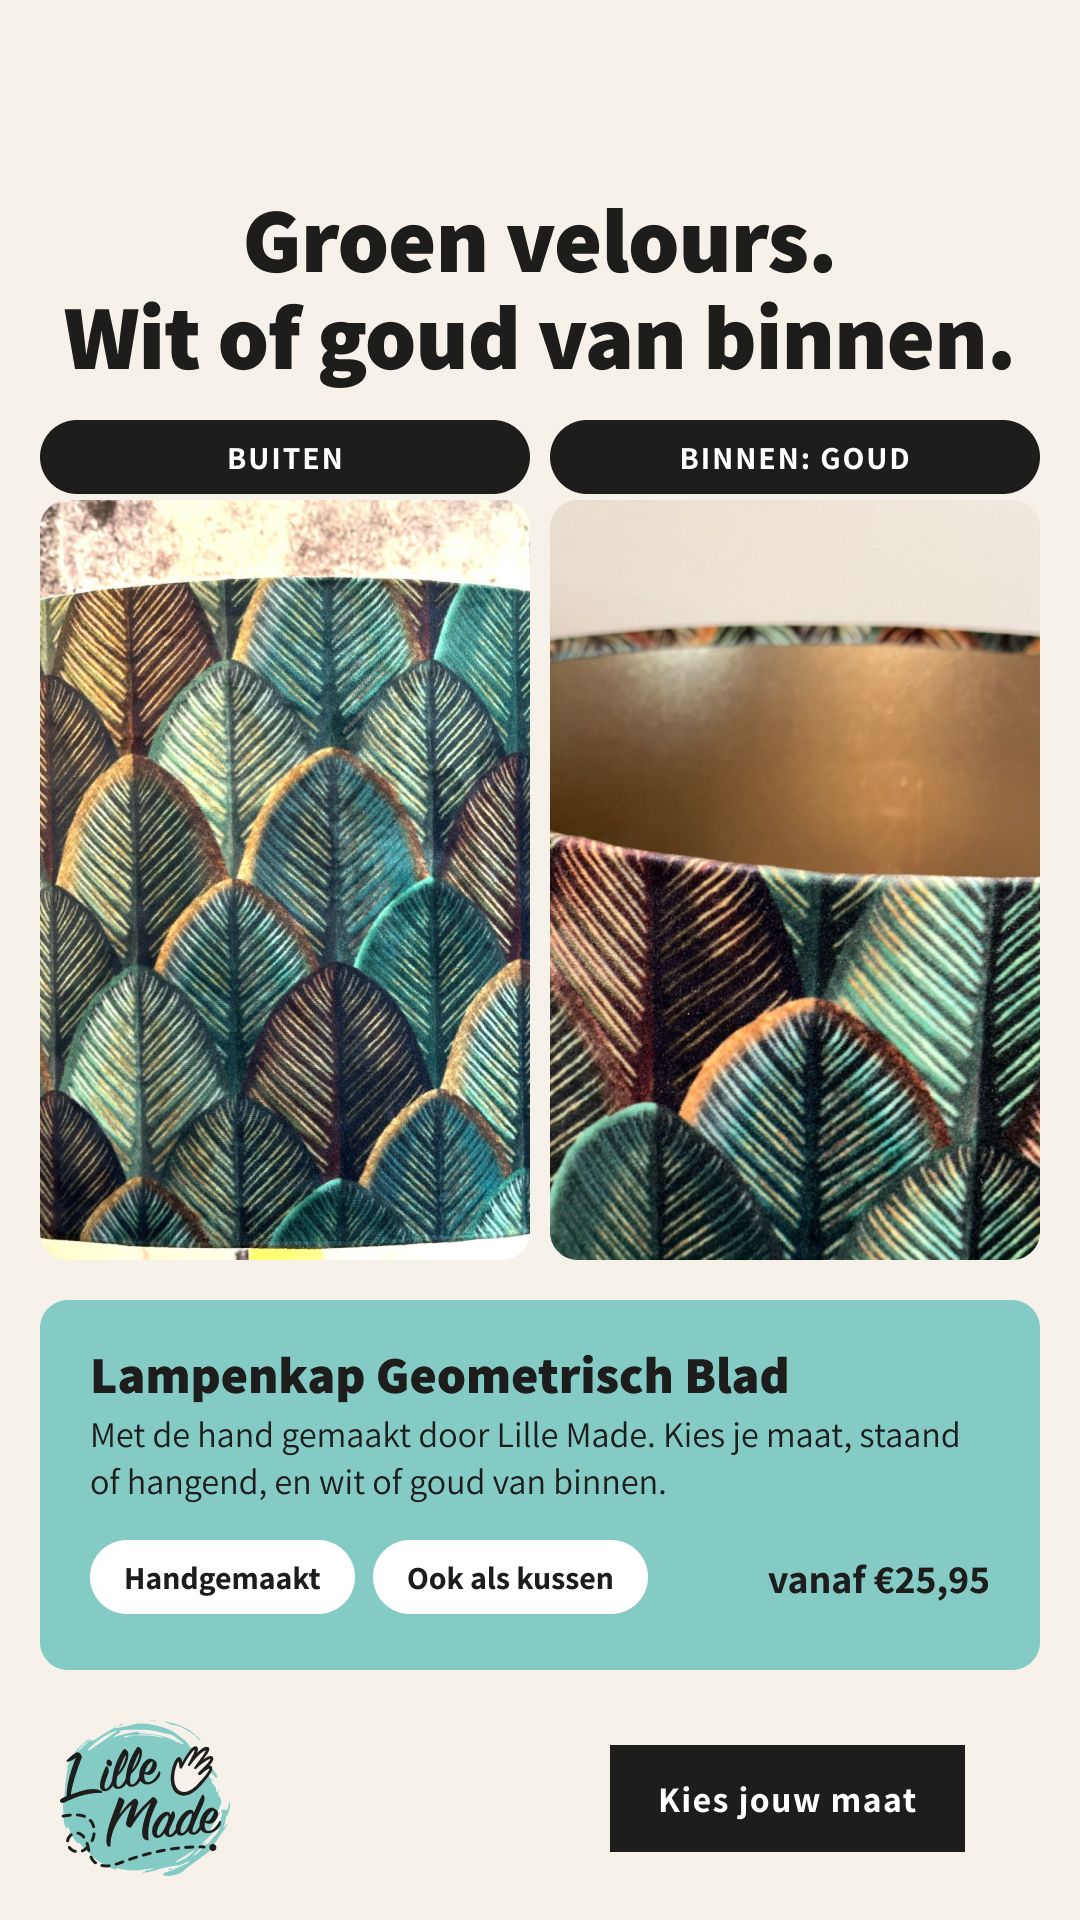 Groen velours.
Wit of goud van binnen.
BUITEN
BINNEN: GOUD
Lampenkap Geometrisch Blad
Met de hand gemaakt door Lille Made. Kies je maat, staand
of hangend, en wit of goud van binnen.
Handgemaakt
Ook als kussen
vanaf €25,95
Lille
Made
Kies jouw maat